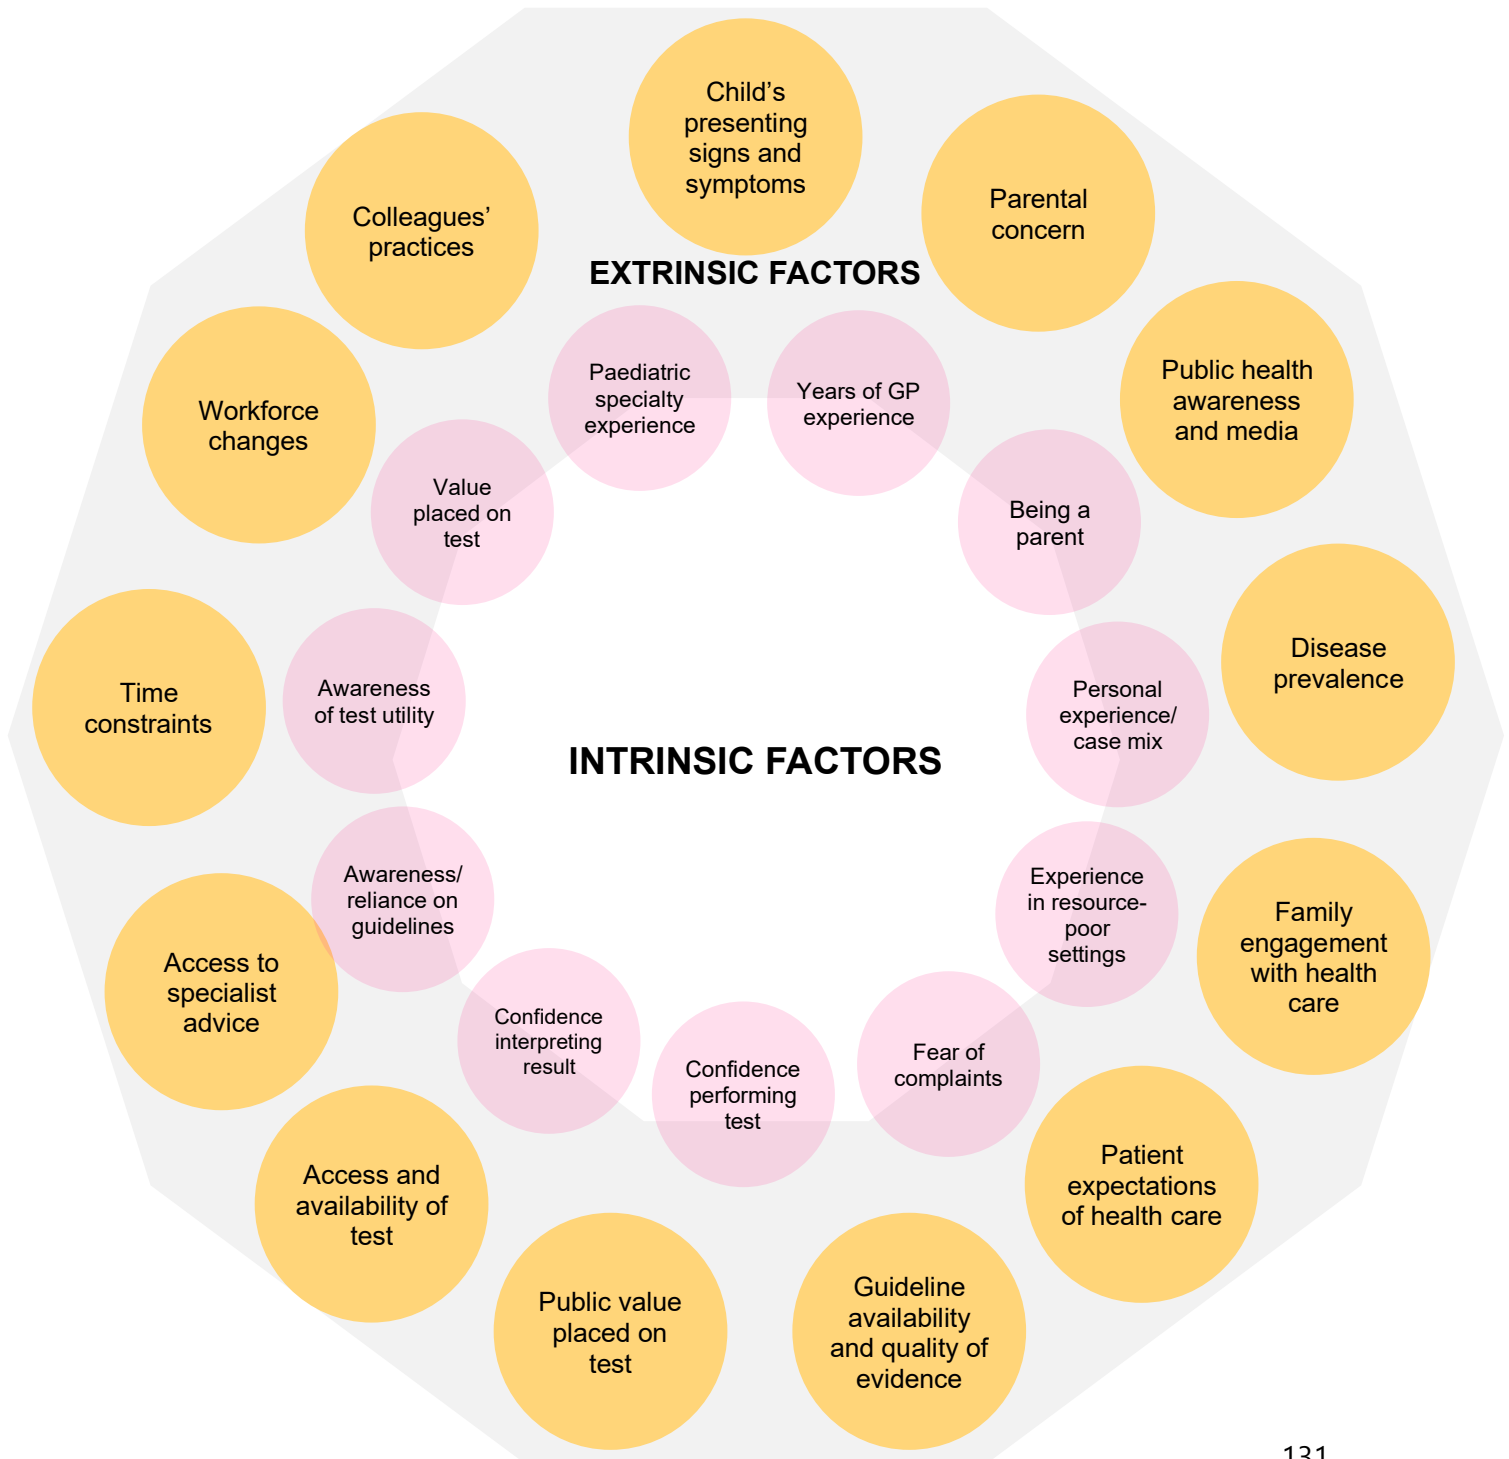 Child’s
presenting
signs and
symptoms
Parental
concern
Public health
awareness
and media
Disease
prevalence
Family
engagement
with health
care
Patient
expectations
of health care
Guideline
availability
and quality of
evidence
Public value
placed on
test
Access and
availability of
test
Access to
specialist
advice
Time
constraints
Workforce
changes
Colleagues’
practices
EXTRINSIC FACTORS
Paediatric
specialty
experience
Years of GP
experience
Being a
parent
Personal
experience/
case mix
Experience
in resource-
poor
settings
Fear of
complaints
Confidence
performing
test
Confidence
interpreting
result
Awareness/
reliance on
guidelines
Awareness
of test utility
Value
placed on
test
INTRINSIC FACTORS
131